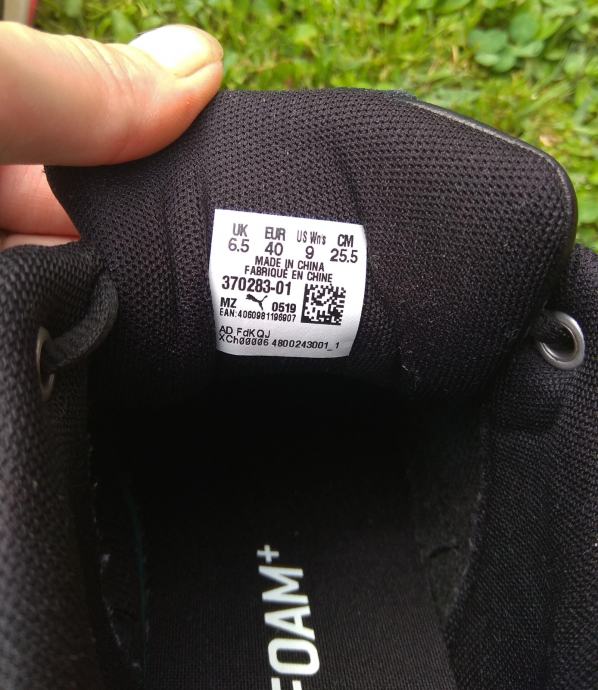 UK EUR US Wn's CM
6.5 40 9 25.5
MADE IN CHINA
FABRIQUÉ EN CHINE
370283-01
MZ 0519
EAN:4060981196907
AD FdKQJ
XCh00006 4800243001_1
FOAM+